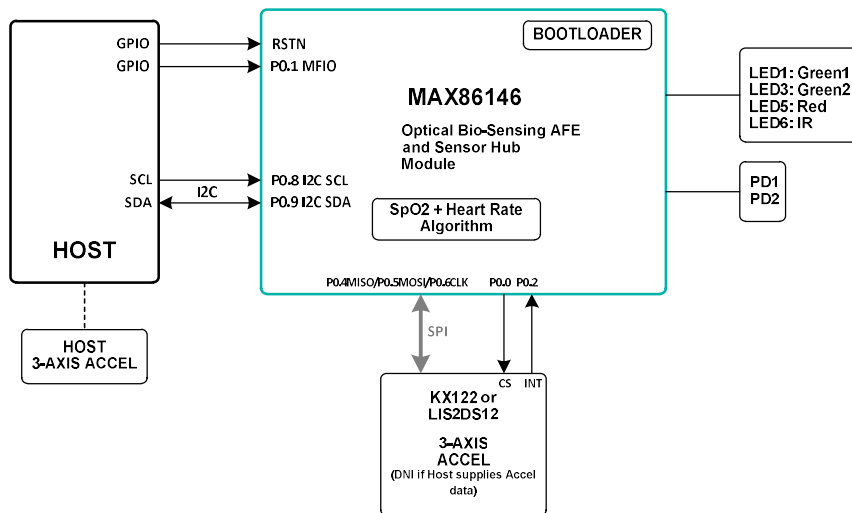 GPIO
GPIO
SCL
SDA
HOST
I2C
HOST
3-AXIS ACCEL
RSTN
P0.1 MFIO
BOOTLOADER
MAX86146
Optical Bio-Sensing AFE
and Sensor Hub
Module
P0.8 I2C SCL
P0.9 I2C SDA
SpO2 + Heart Rate
Algorithm
P0.4MISO/P0.5MOSI/P0.6CLK
P0.0 P0.2
LED1: Green1
LED3: Green2
LED5: Red
LED6: IR
PD1
PD2
SPI
CS INT
KX122 or
LIS2DS12
3-AXIS
ACCEL
(DNI if Host supplies Accel
data)